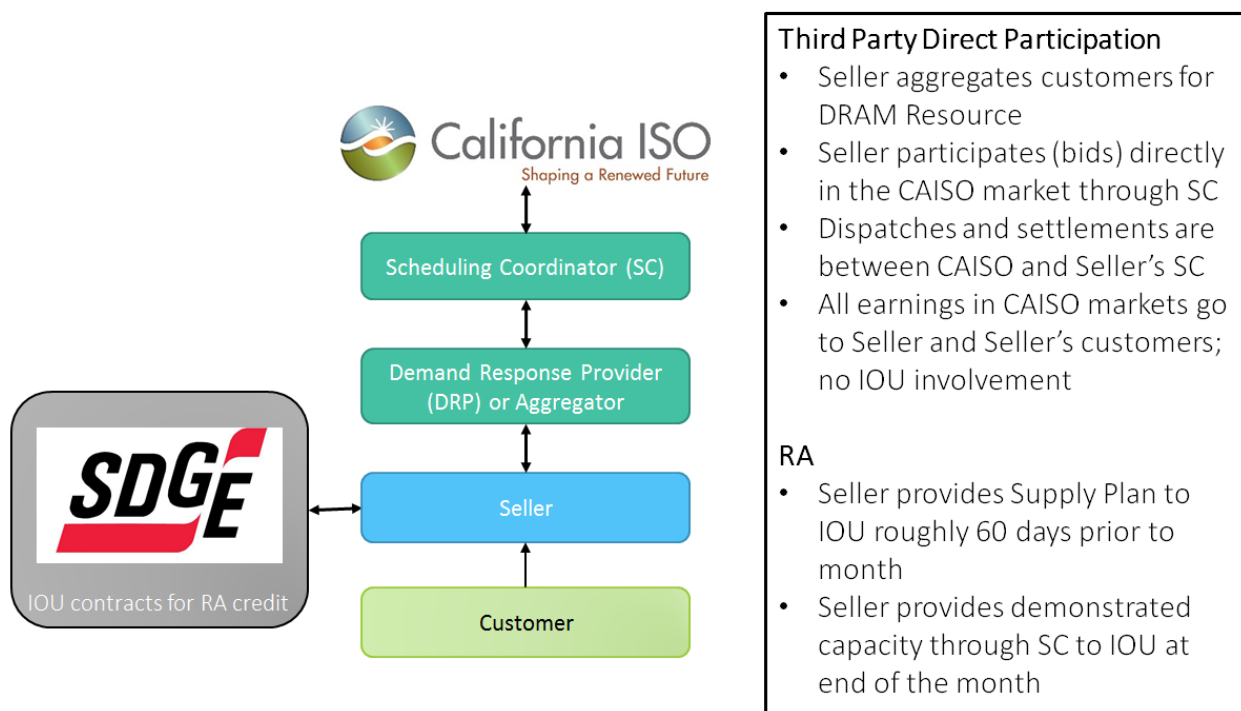 California ISO
Shaping a Renewed Future
Scheduling Coordinator (SC)
Demand Response Provider
(DRP) or Aggregator
SDGE
IOU contracts for RA credit
Seller
Customer
Third Party Direct Participation
• Seller aggregates customers for
DRAM Resource
• Seller participates (bids) directly
in the CAISO market through SC
• Dispatches and settlements are
between CAISO and Seller’s SC
• All earnings in CAISO markets go
to Seller and Seller’s customers;
no IOU involvement
RA
• Seller provides Supply Plan to
IOU roughly 60 days prior to
month
• Seller provides demonstrated
capacity through SC to IOU at
end of the month